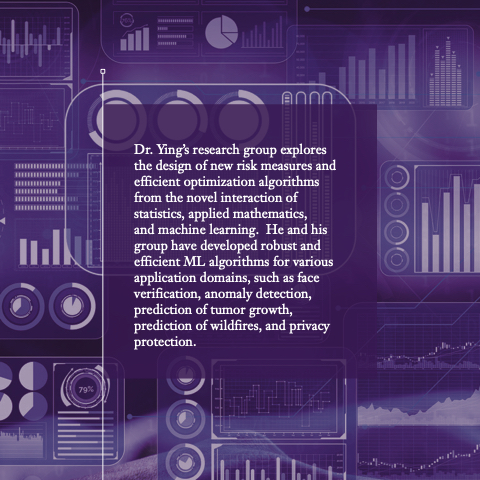 Dr. Ying's research group explores
the design of new risk measures and
efficient optimization algorithms
from the novel interaction of
statistics, applied mathematics,
and machine learning.  He and his
group have developed robust and
efficient ML algorithms for various
application domains, such as face
verification, anomaly detection,
prediction of tumor growth,
prediction of wildfires, and privacy
protection.
79%